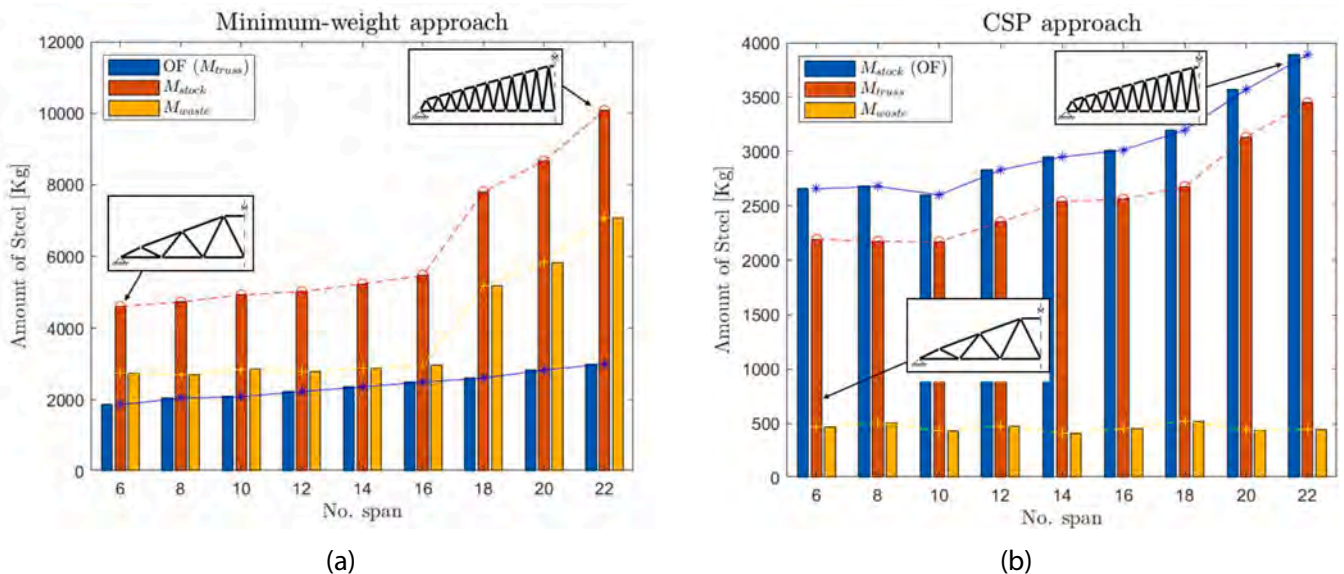 Minimum-weight approach
12000
10000
8000
6000
4000
2000
0
Amount of Steel [Kg]
OF (M_truss)
M_stock
M_waste
6 8 10 12 14 16 18 20 22
No. span
(a)
CSP approach
4000
3500
3000
2500
2000
1500
1000
500
0
Amount of Steel [Kg]
M_stock (OF)
M_truss
M_waste
6 8 10 12 14 16 18 20 22
No. span
(b)